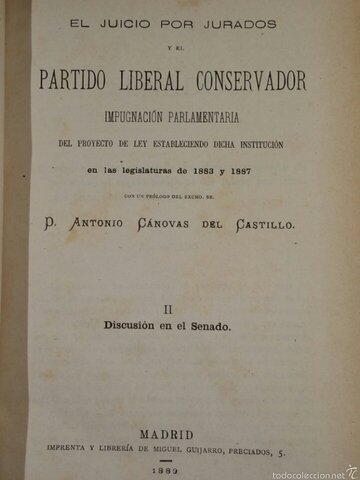 EL JUICIO POR JURADOS
Y EL
PARTIDO LIBERAL CONSERVADOR
IMPUGNACIÓN PARLAMENTARIA
DEL PROYECTO DE LEY ESTABLECIENDO DICHA INSTITUCIÓN
en las legislaturas de 1883 y 1887
CON UN PRÓLOGO DEL EXCMO. SR.
D. ANTONIO CÁNOVAS DEL CASTILLO.
II
Discusión en el Senado.
MADRID
IMPRENTA Y LIBRERÍA DE MIGUEL GUIJARRO, PRECIADOS, 5.
1889
todocoleccion.net